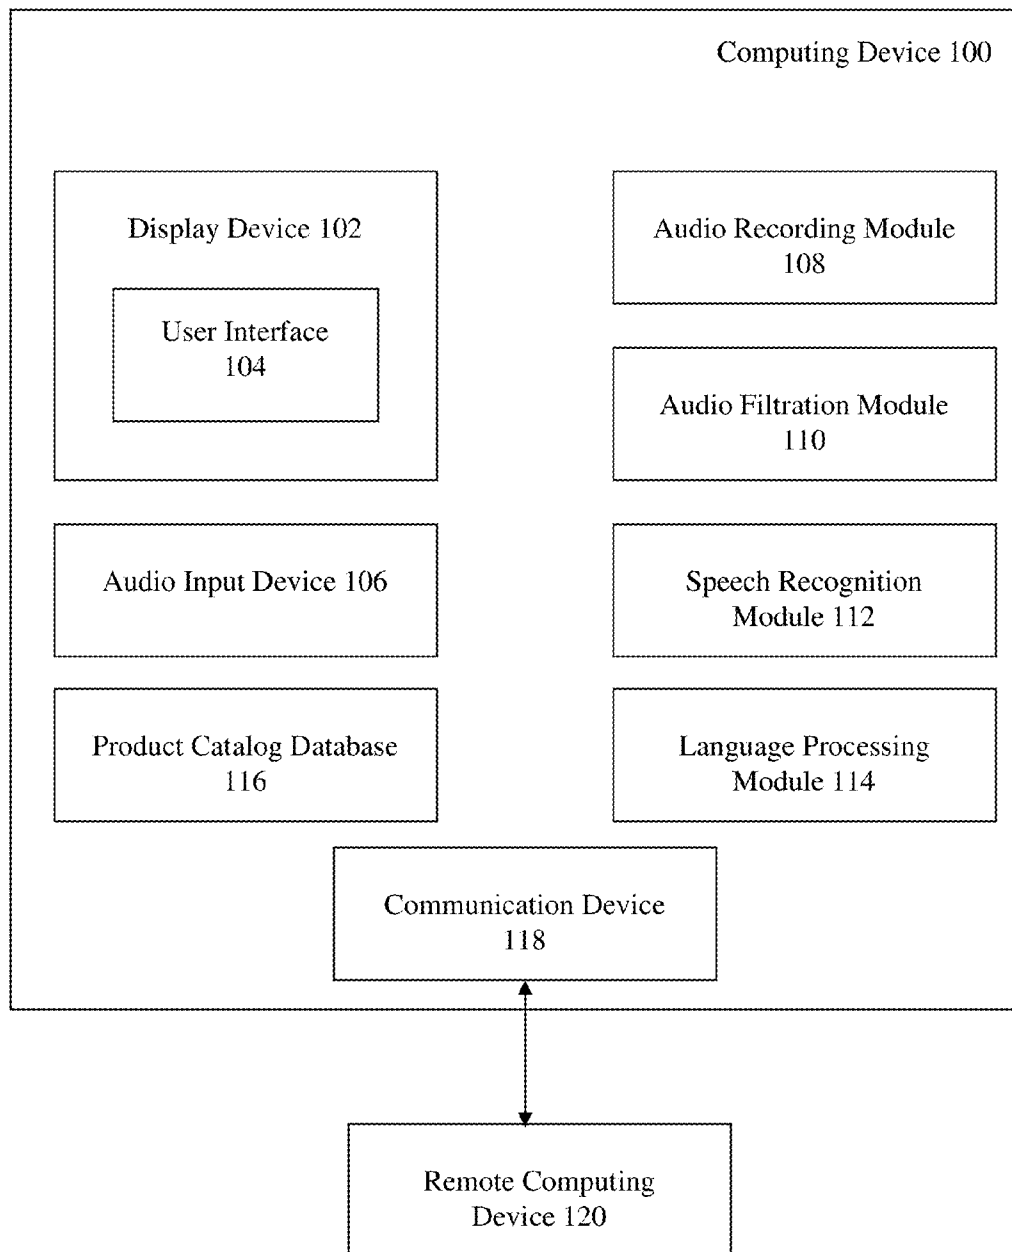 Computing Device 100
Display Device 102
User Interface
104
Audio Recording Module
108
Audio Filtration Module
110
Audio Input Device 106
Speech Recognition
Module 112
Product Catalog Database
116
Language Processing
Module 114
Communication Device
118
Remote Computing
Device 120